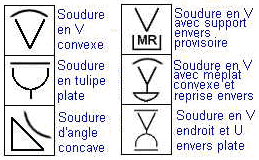 Soudure
en V
convexe
Soudure
en tulipe
plate
Soudure
d'angle
concave
Soudure en V
avec support
envers
provisoire
MR
Soudure en V
avec méplat
convexe et
reprise envers
Soudure en V
endroit et U
envers plate